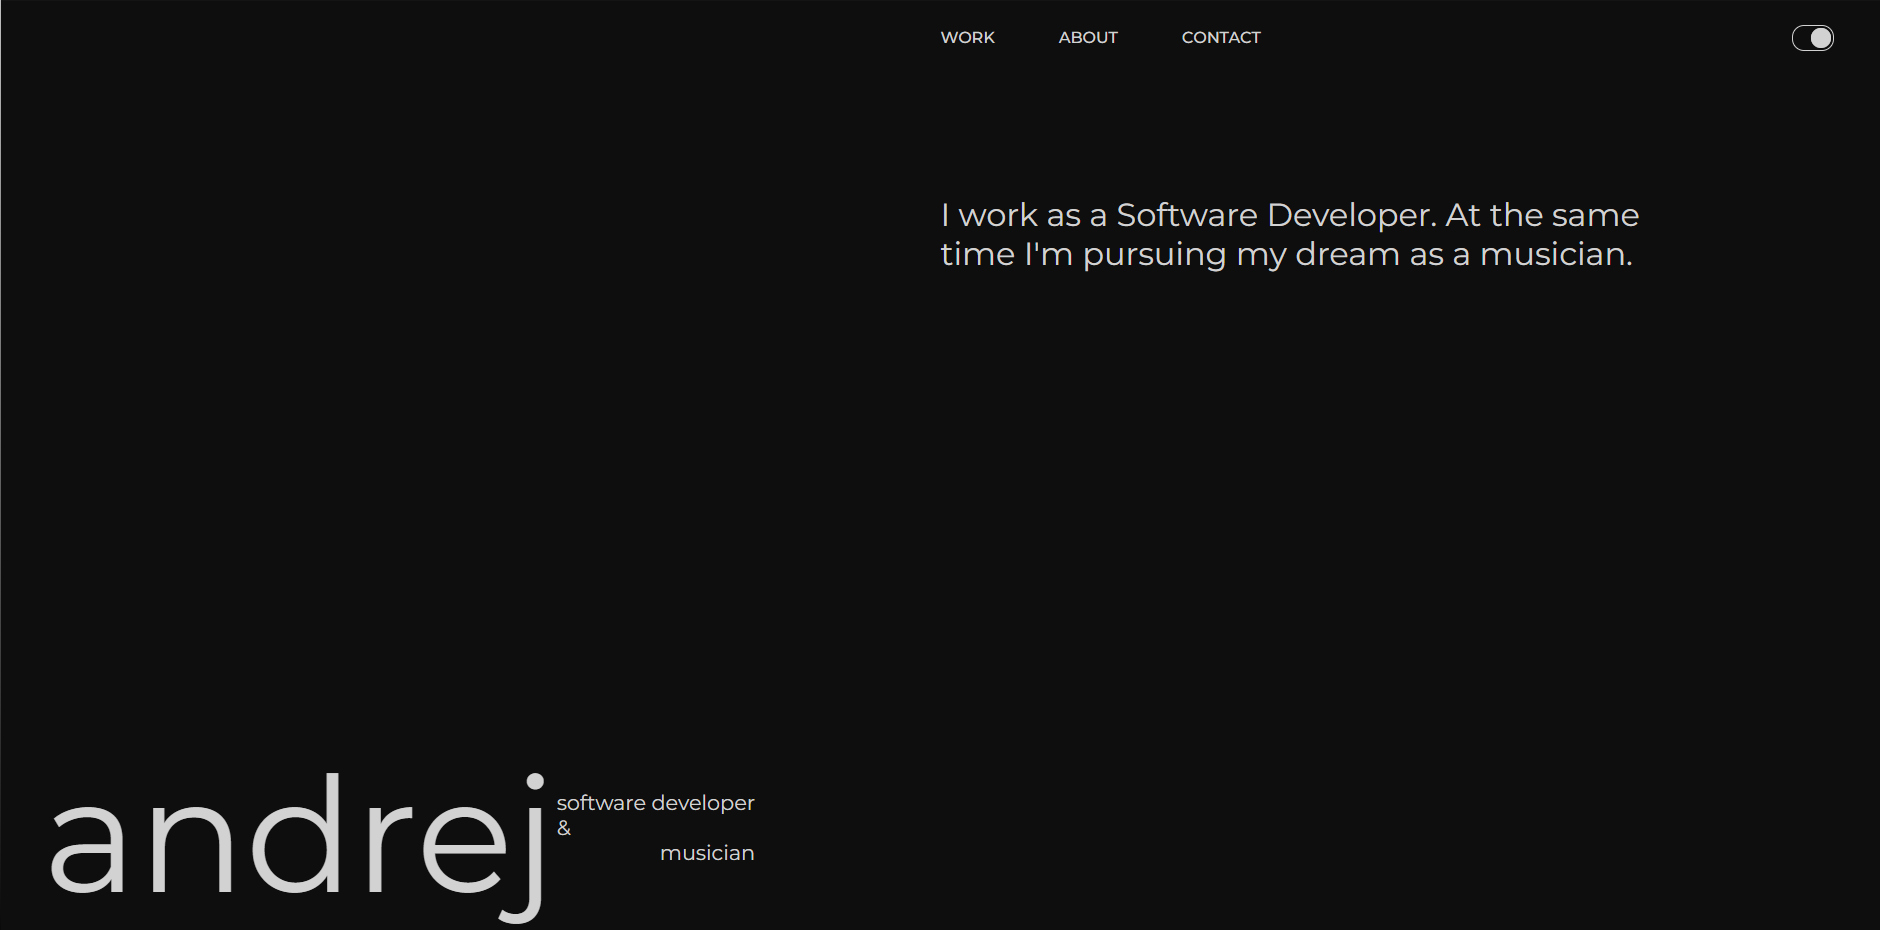 WORK ABOUT CONTACT
I work as a Software Developer. At the same
time I'm pursuing my dream as a musician.
andrej
software developer
&
musician